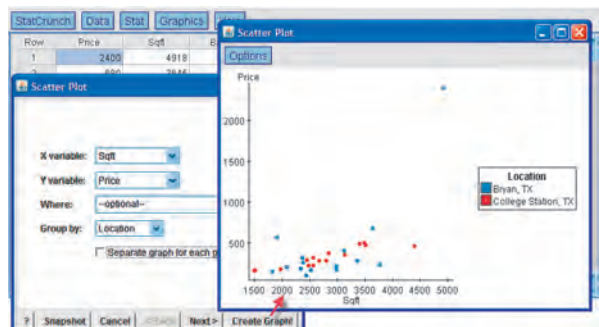 StatCrunch Data Stat Graphics
Row Price Sqft
1 2400 4918
Scatter Plot
X variable: Sqft
Y variable: Price
Where: --optional--
Group by: Location
Separate graph for each
? Snapshot Cancel Next > Create Graph!
Scatter Plot
Options
Price
2000
1500
1000
500
1500 2000 2500 3000 3500 4000 4500 5000
Sqft
Location
Bryan, TX
College Station, TX